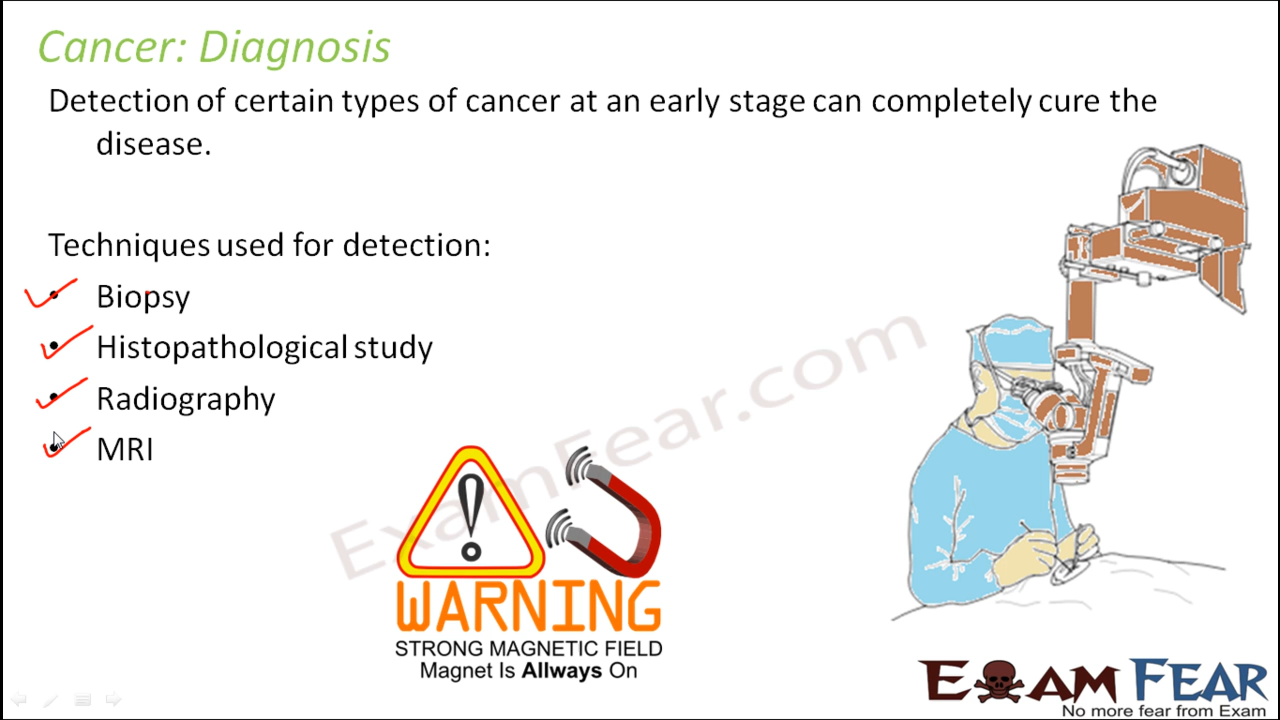 Cancer: Diagnosis
Detection of certain types of cancer at an early stage can completely cure the
disease.
Techniques used for detection:
• Biopsy
• Histopathological study
• Radiography
• MRI
ExamFear.com
WARNING
STRONG MAGNETIC FIELD
Magnet Is Allways On
EXAM FEAR
No more fear from Exam